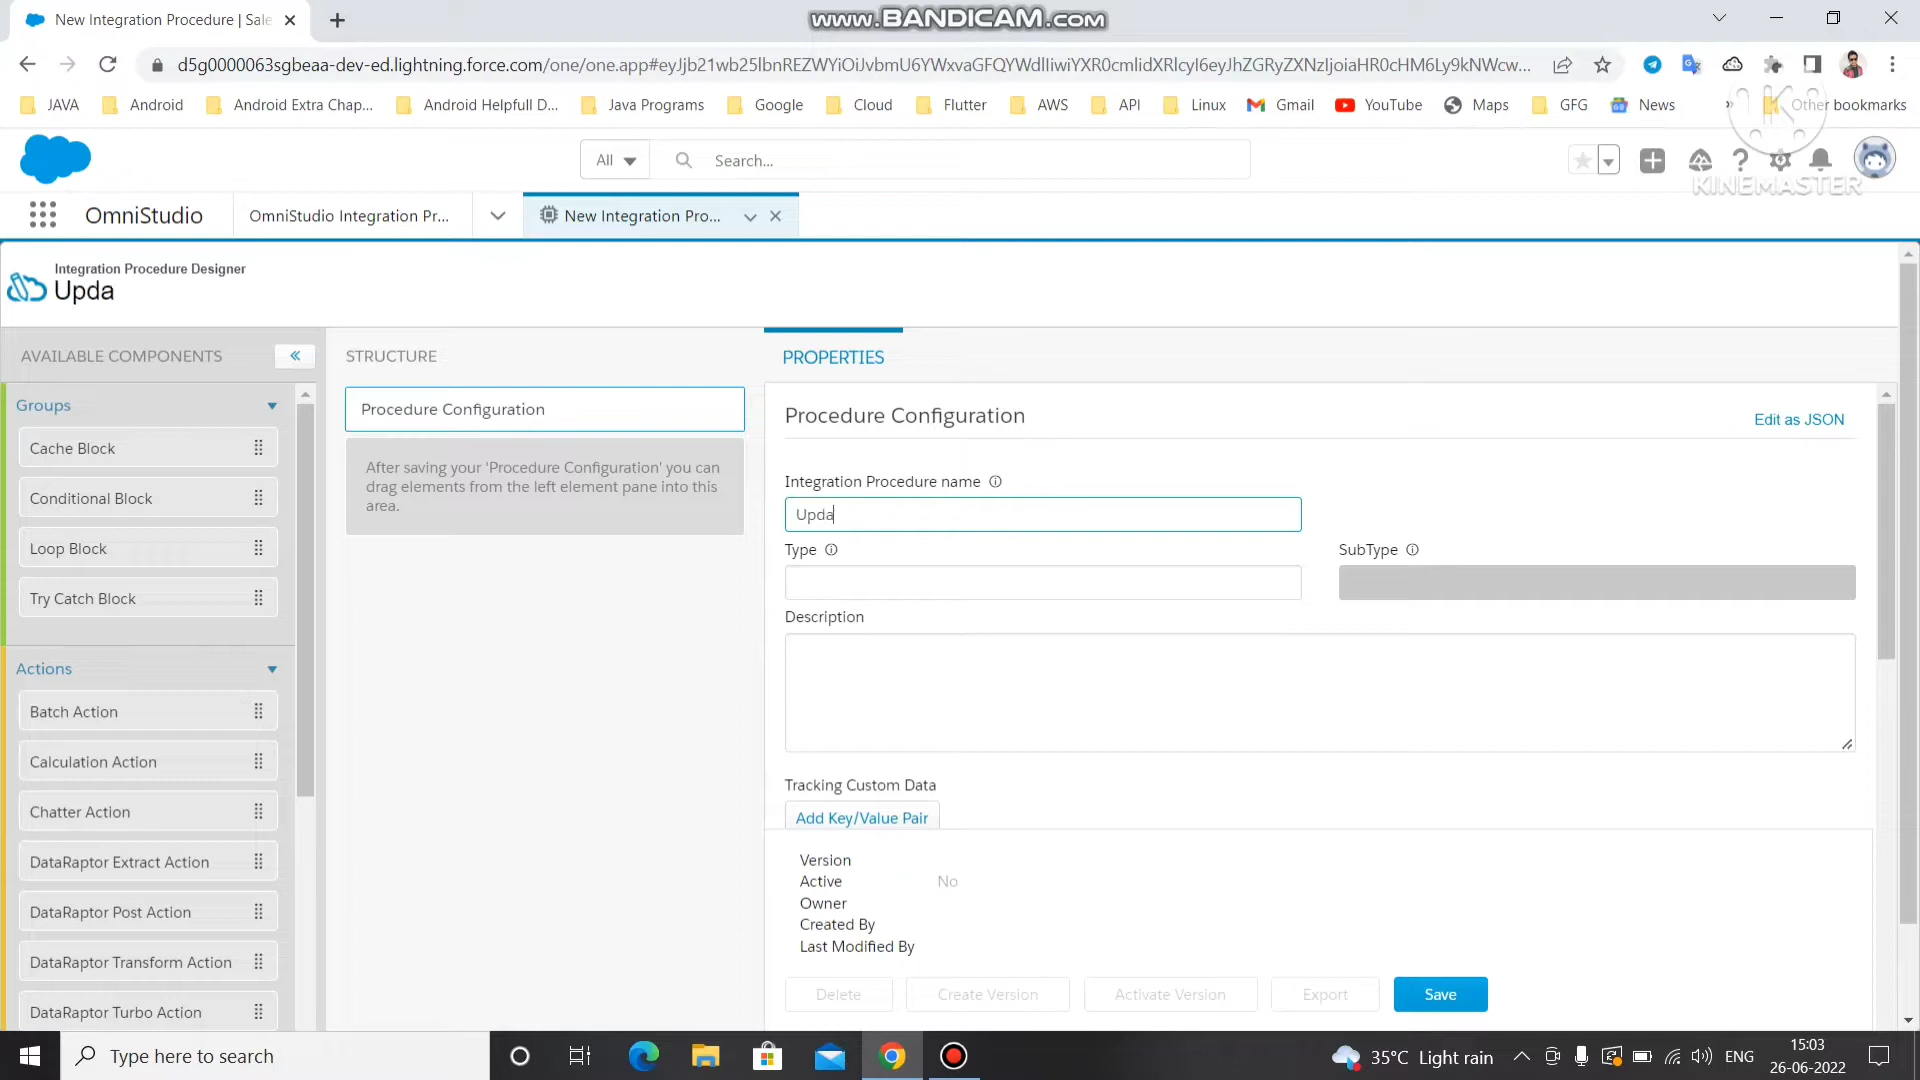 New Integration Procedure | Sale
www.BANDICAM.com
d5g0000063sgbeaa-dev-ed.lightning.force.com/one/one.app#eyJjb21wb25lbnREZWYiOiJvbmU6YWxvaGFQYWdlIiwiYXR0cmlidXRlcyI6eyJhZGRyZXNzIjoiaHR0cHM6Ly9kNWcw...
JAVA Android Android Extra Chap... Android Helpfull D... Java Programs Google Cloud Flutter AWS API Linux Gmail YouTube Maps GFG News » Other bookmarks
All Search...
KINEMASTER
OmniStudio OmniStudio Integration Pr... New Integration Pro...
Integration Procedure Designer
Upda
AVAILABLE COMPONENTS
Groups
Cache Block
Conditional Block
Loop Block
Try Catch Block
Actions
Batch Action
Calculation Action
Chatter Action
DataRaptor Extract Action
DataRaptor Post Action
DataRaptor Transform Action
DataRaptor Turbo Action
STRUCTURE
Procedure Configuration
After saving your 'Procedure Configuration' you can
drag elements from the left element pane into this
area.
PROPERTIES
Procedure Configuration
Edit as JSON
Integration Procedure name
Upda
Type
SubType
Description
Tracking Custom Data
Add Key/Value Pair
Version
Active No
Owner
Created By
Last Modified By
Delete Create Version Activate Version Export Save
Type here to search
35°C Light rain
ENG
15:03
26-06-2022